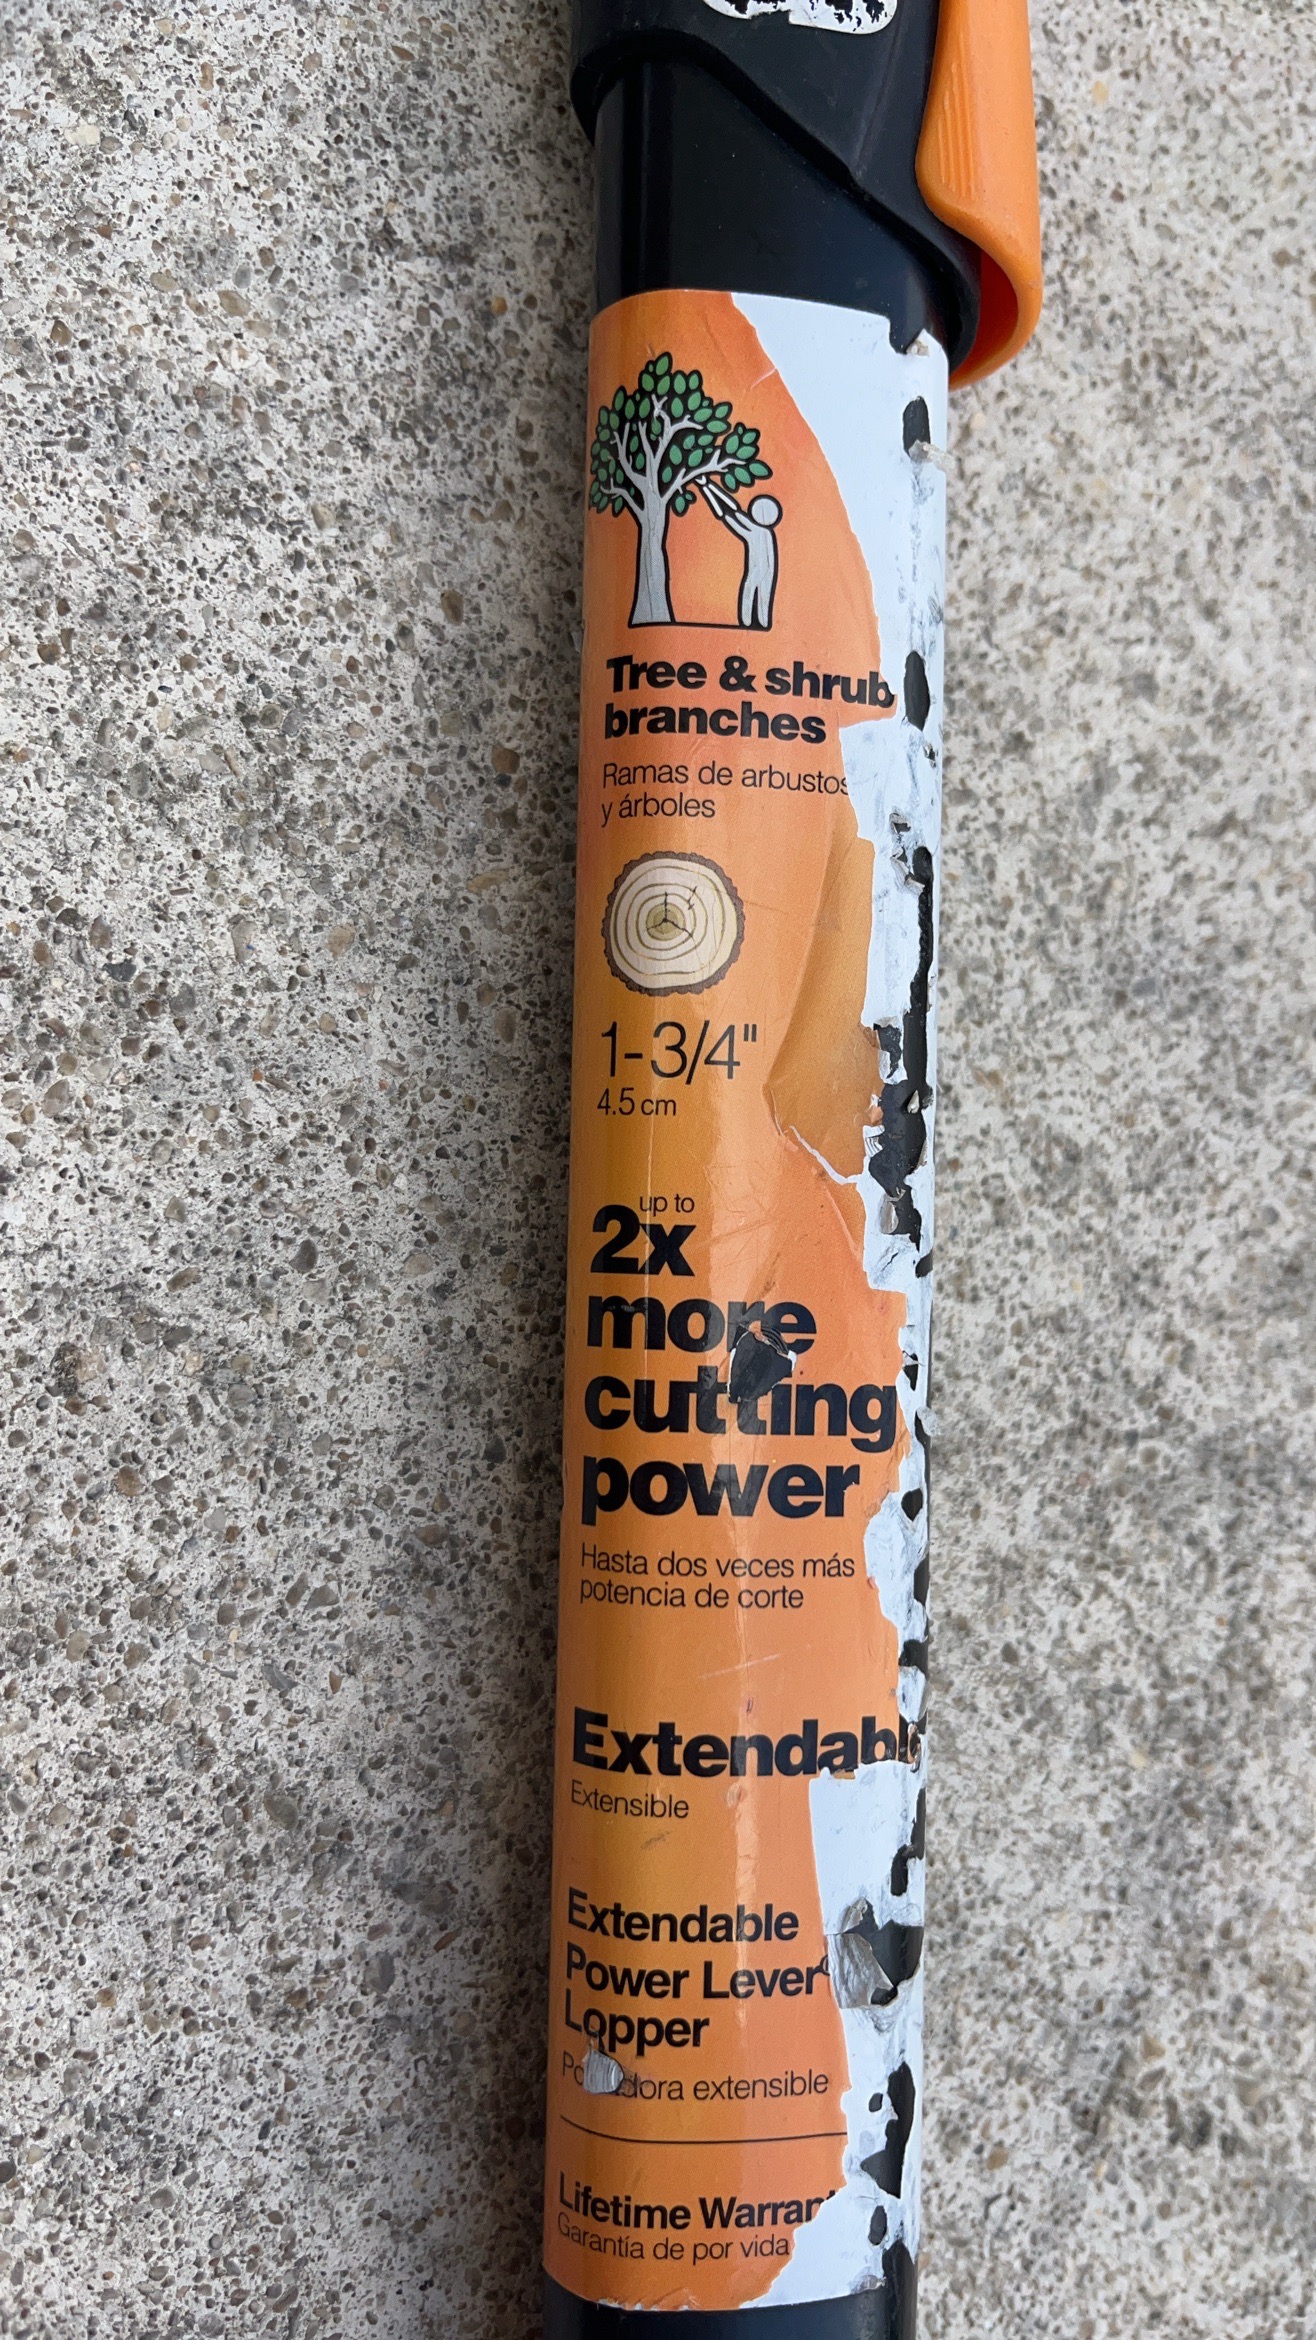 Tree & shrub
branches
Ramas de arbustos
y árboles
1-3/4"
4.5 cm
up to
2x
more
cutting
power
Hasta dos veces más
potencia de corte
Extendable
Extensible
Extendable
Power Lever®
Lopper
extensible
Lifetime
Garantía de por vida